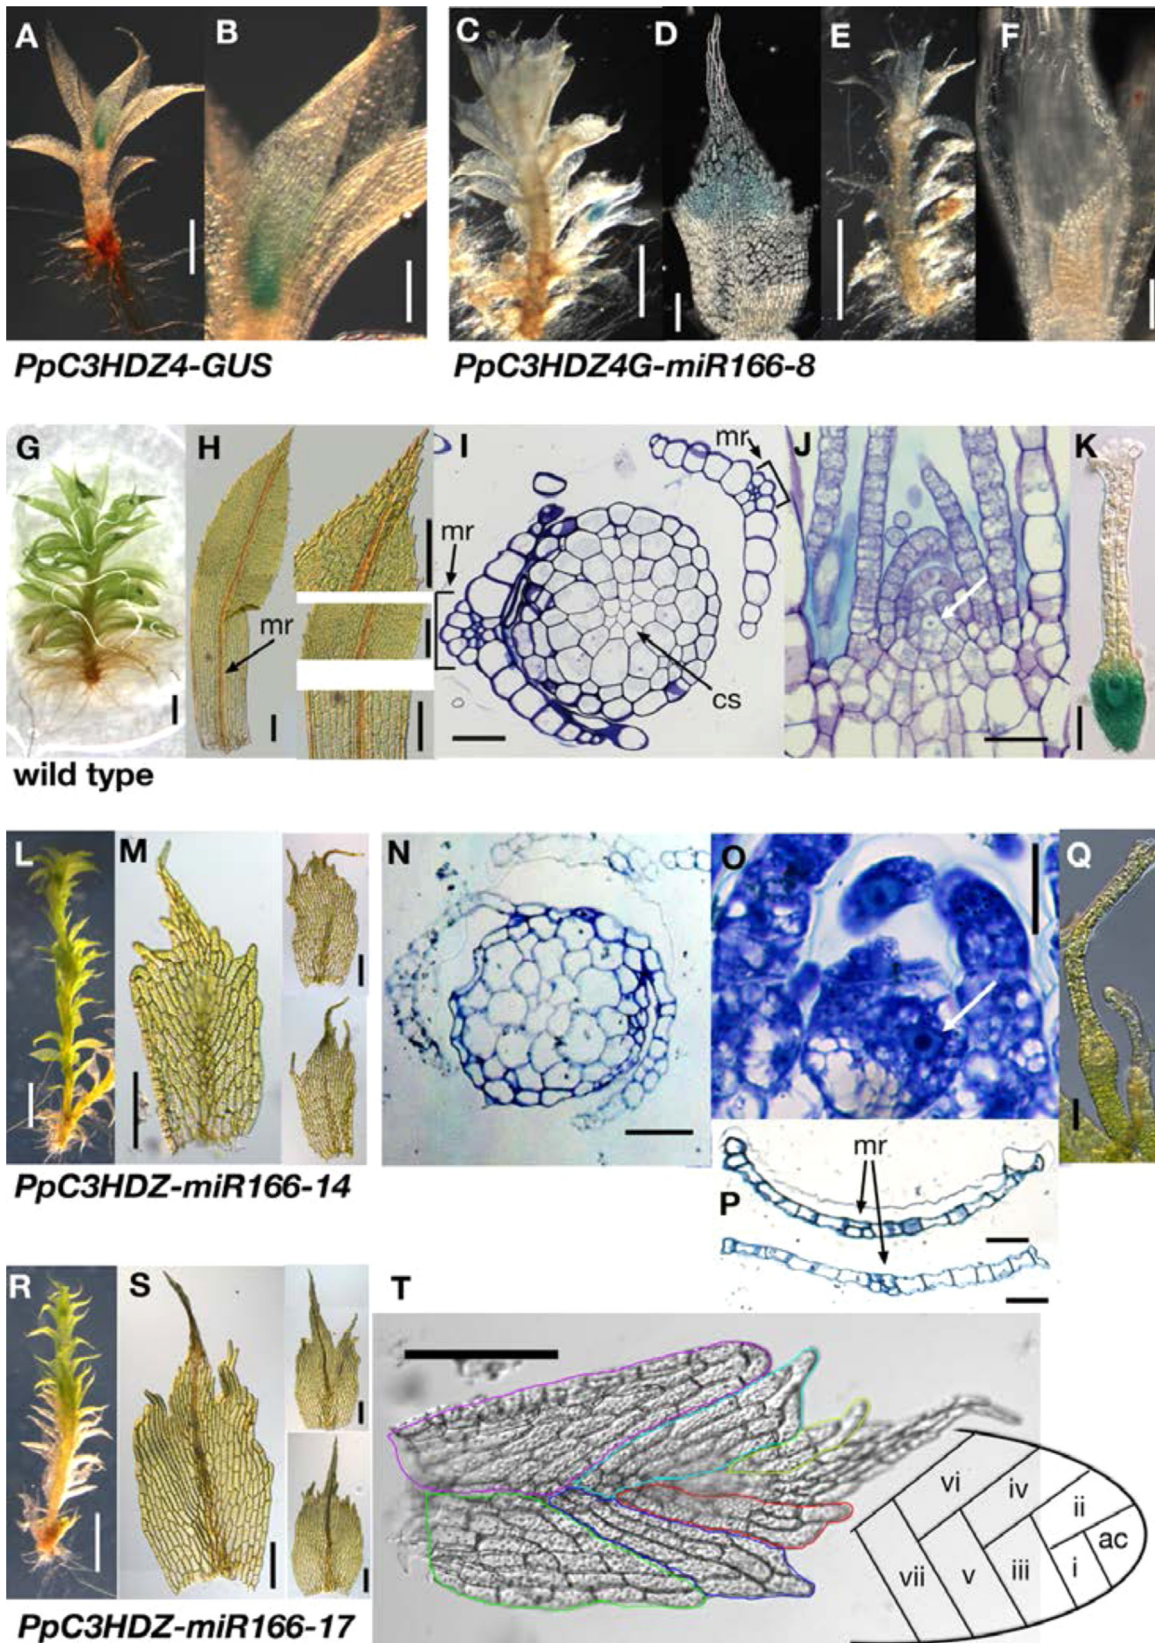 A B C D E F
PpC3HDZ4-GUS PpC3HDZ4G-miR166-8
G H I J K
mr
mr
mr
cs
wild type
L M N O Q
mr
P
PpC3HDZ-miR166-14
R S T
vi iv ii ac
vii v iii i
PpC3HDZ-miR166-17